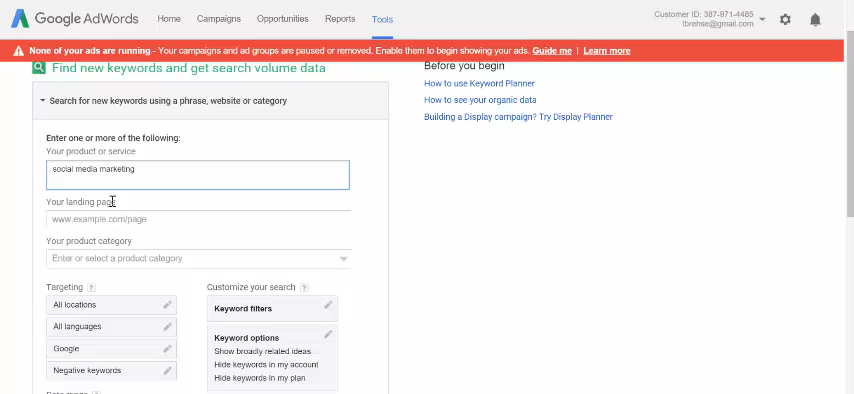 Google AdWords
Home Campaigns Opportunities Reports Tools
Customer ID: 387-971-4485
tbrehse@gmail.com
None of your ads are running - Your campaigns and ad groups are paused or removed. Enable them to begin showing your ads. Guide me | Learn more
Find new keywords and get search volume data
Search for new keywords using a phrase, website or category
Enter one or more of the following:
Your product or service
social media marketing
Your landing page
www.example.com/page
Your product category
Enter or select a product category
Targeting ?
All locations
All languages
Google
Negative keywords
Customize your search ?
Keyword filters
Keyword options
Show broadly related ideas
Hide keywords in my account
Hide keywords in my plan
Before you begin
How to use Keyword Planner
How to see your organic data
Building a Display campaign? Try Display Planner